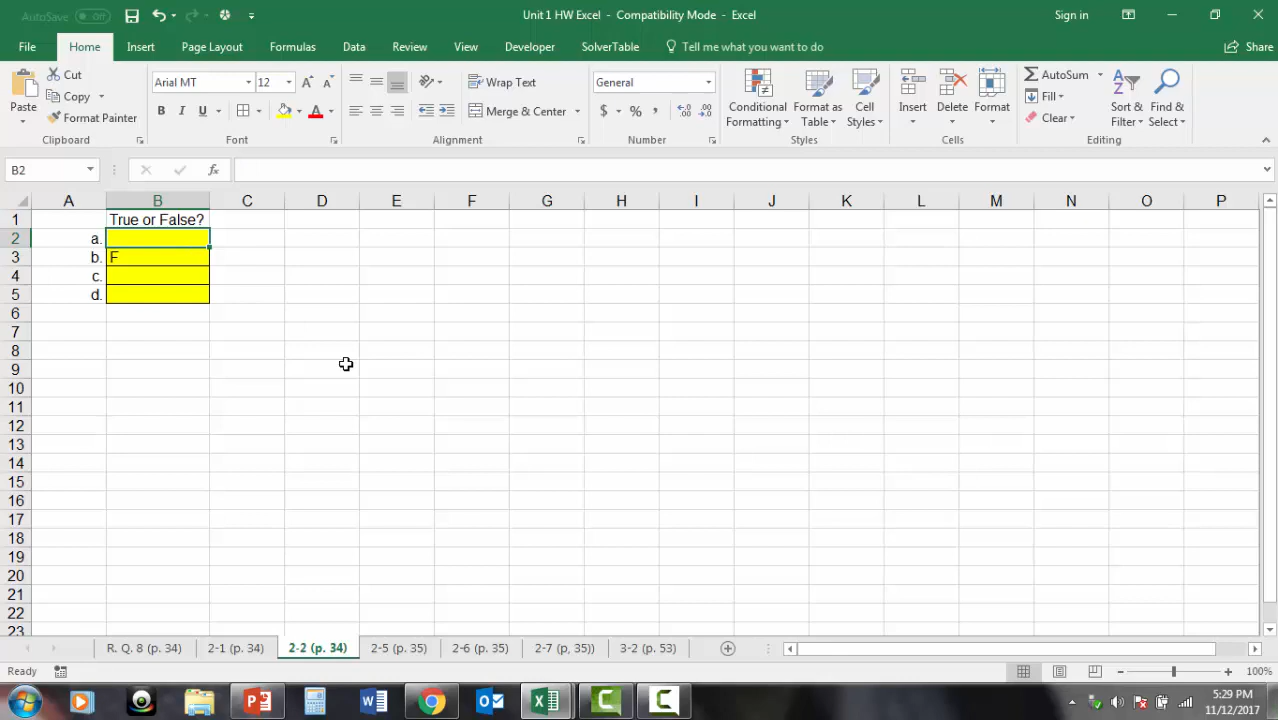 AutoSave Off
Unit 1 HW Excel - Compatibility Mode - Excel
Sign in
File Home Insert Page Layout Formulas Data Review View Developer SolverTable Tell me what you want to do Share
Paste
Cut
Copy
Format Painter
Clipboard
Arial MT 12
B I U
Font
Wrap Text
Merge & Center
Alignment
General
$ % ,
Number
Conditional Formatting
Format as Table
Cell Styles
Styles
Insert
Delete
Format
Cells
AutoSum
Fill
Clear
Sort & Filter
Find & Select
Editing
B2
fx
A B C D E F G H I J K L M N O P
1 True or False?
2 a.
3 b. F
4 c.
5 d.
6
7
8
9
10
11
12
13
14
15
16
17
18
19
20
21
22
23
R. Q. 8 (p. 34) 2-1 (p. 34) 2-2 (p. 34) 2-5 (p. 35) 2-6 (p. 35) 2-7 (p. 35)) 3-2 (p. 53)
Ready
100%
5:29 PM
11/12/2017